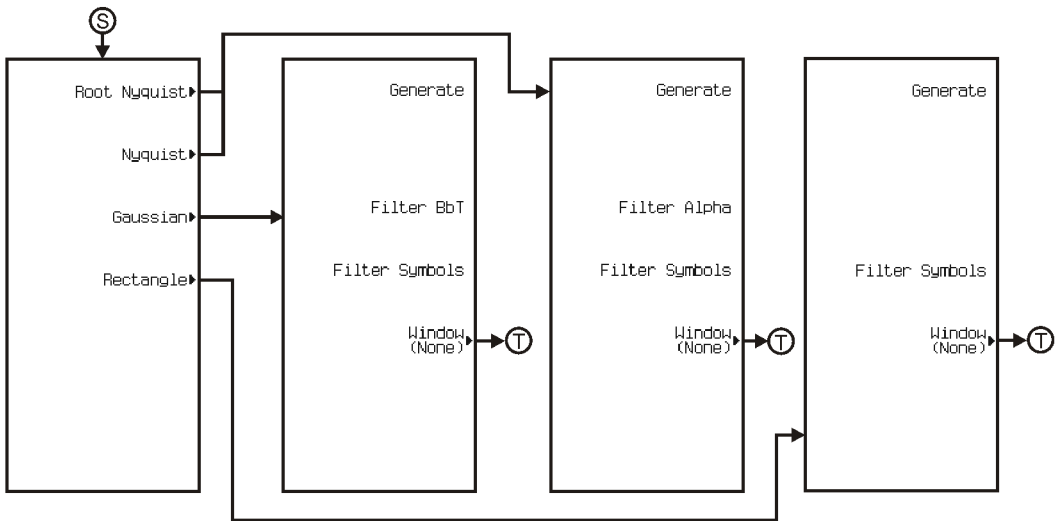 S
Root Nyquist
Nyquist
Gaussian
Rectangle
Generate
Filter BbT
Filter Symbols
Window
(None)
T
Generate
Filter Alpha
Filter Symbols
Window
(None)
T
Generate
Filter Symbols
Window
(None)
T